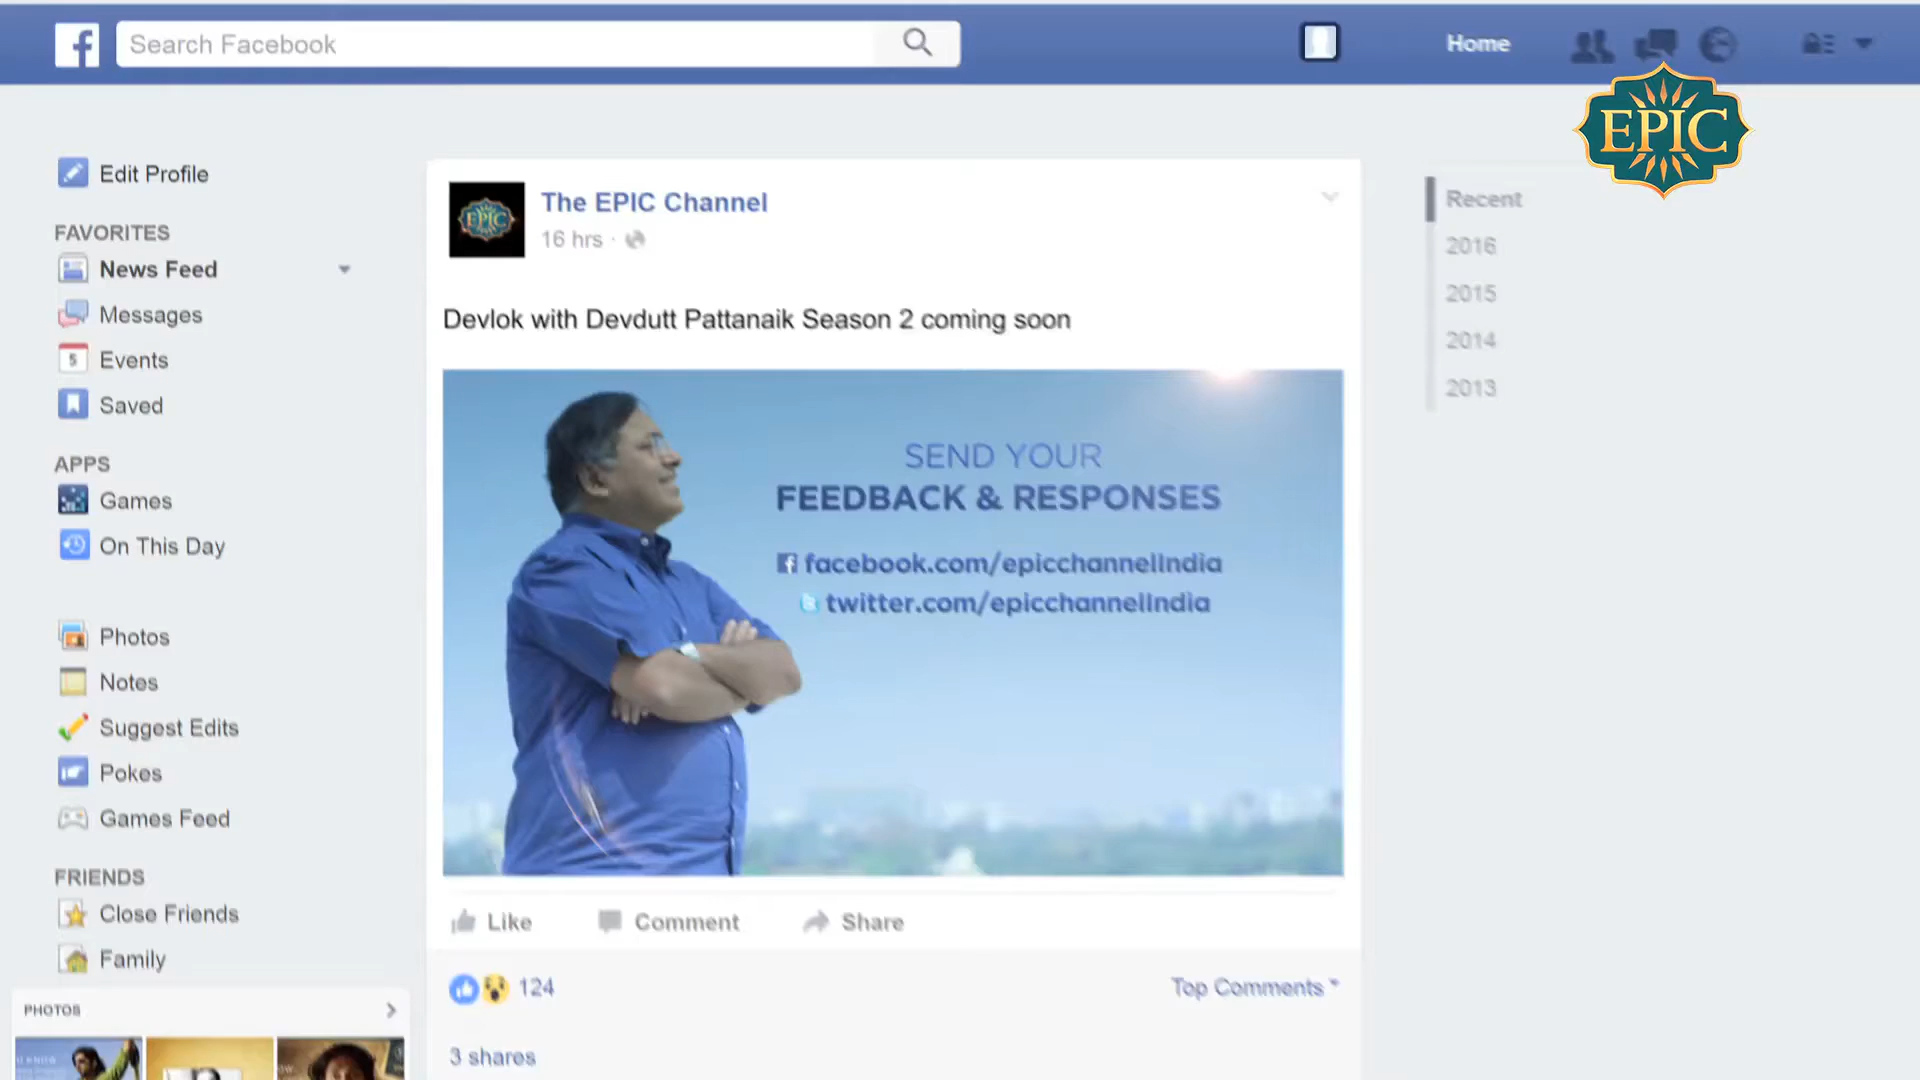 Search Facebook
Home
EPIC
Edit Profile
FAVORITES
News Feed
Messages
5 Events
Saved
APPS
Games
On This Day
Photos
Notes
Suggest Edits
Pokes
Games Feed
FRIENDS
Close Friends
Family
PHOTOS
EPIC
The EPIC Channel
16 hrs ·
Devlok with Devdutt Pattanaik Season 2 coming soon
SEND YOUR
FEEDBACK & RESPONSES
facebook.com/epicchannelIndia
twitter.com/epicchannelIndia
Like Comment Share
124
Top Comments
3 shares
Recent
2016
2015
2014
2013